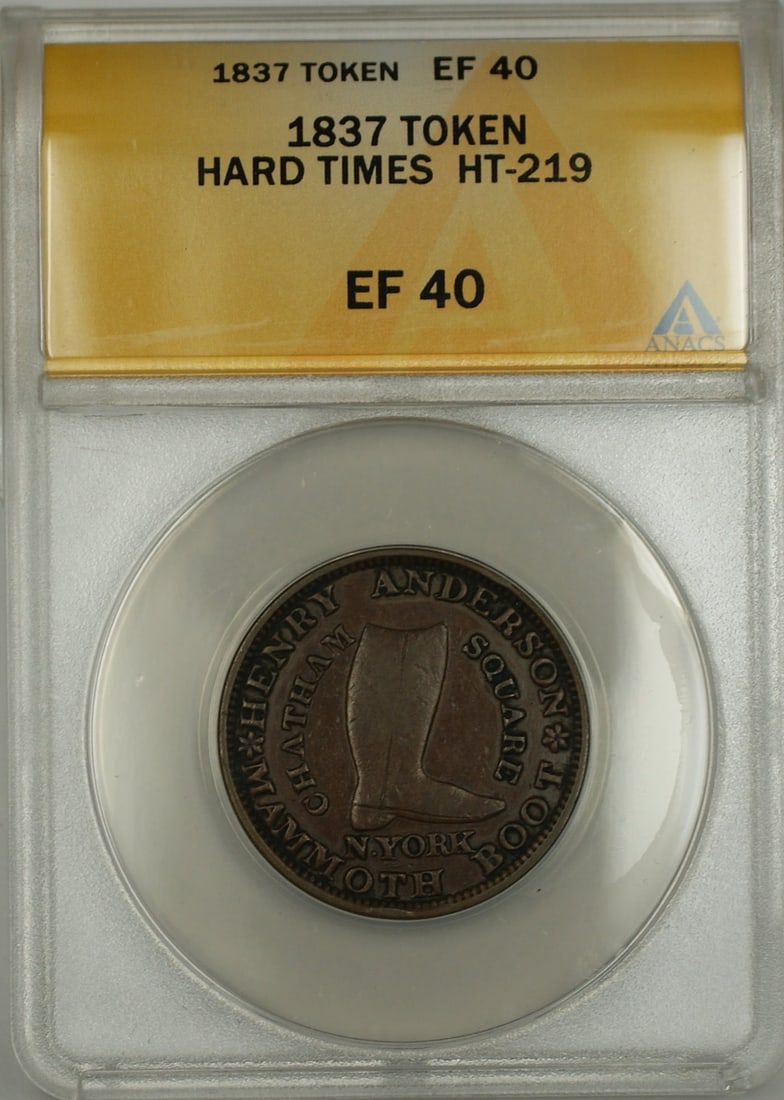 1837 TOKEN EF 40
1837 TOKEN
HARD TIMES HT-219
EF 40
ANACS
HENRY ANDERSON
CHATHAM SQUARE
N.YORK
MAMMOTH BOOT